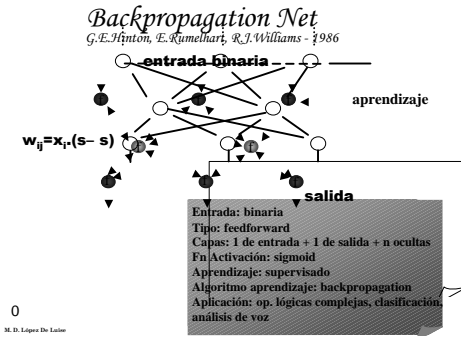 Backpropagation Net
G.E.Hinton, E.Rumelhart, R.J.Williams - 1986
entrada binaria
aprendizaje
wij=xi.(s– s)
salida
Entrada: binaria
Tipo: feedforward
Capas: 1 de entrada + 1 de salida + n ocultas
Fn Activación: sigmoid
Aprendizaje: supervisado
Algoritmo aprendizaje: backpropagation
Aplicación: op. lógicas complejas, clasificación,
análisis de voz
0
M. D. López De Luise